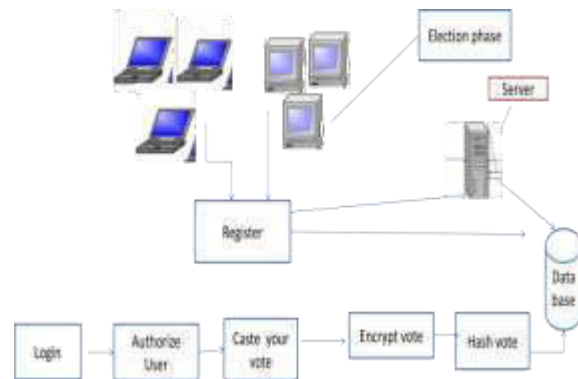 Election phase
Server
Register
Data
base
Login
Authorize
User
Caste your
vote
Encrypt vote
Hash vote